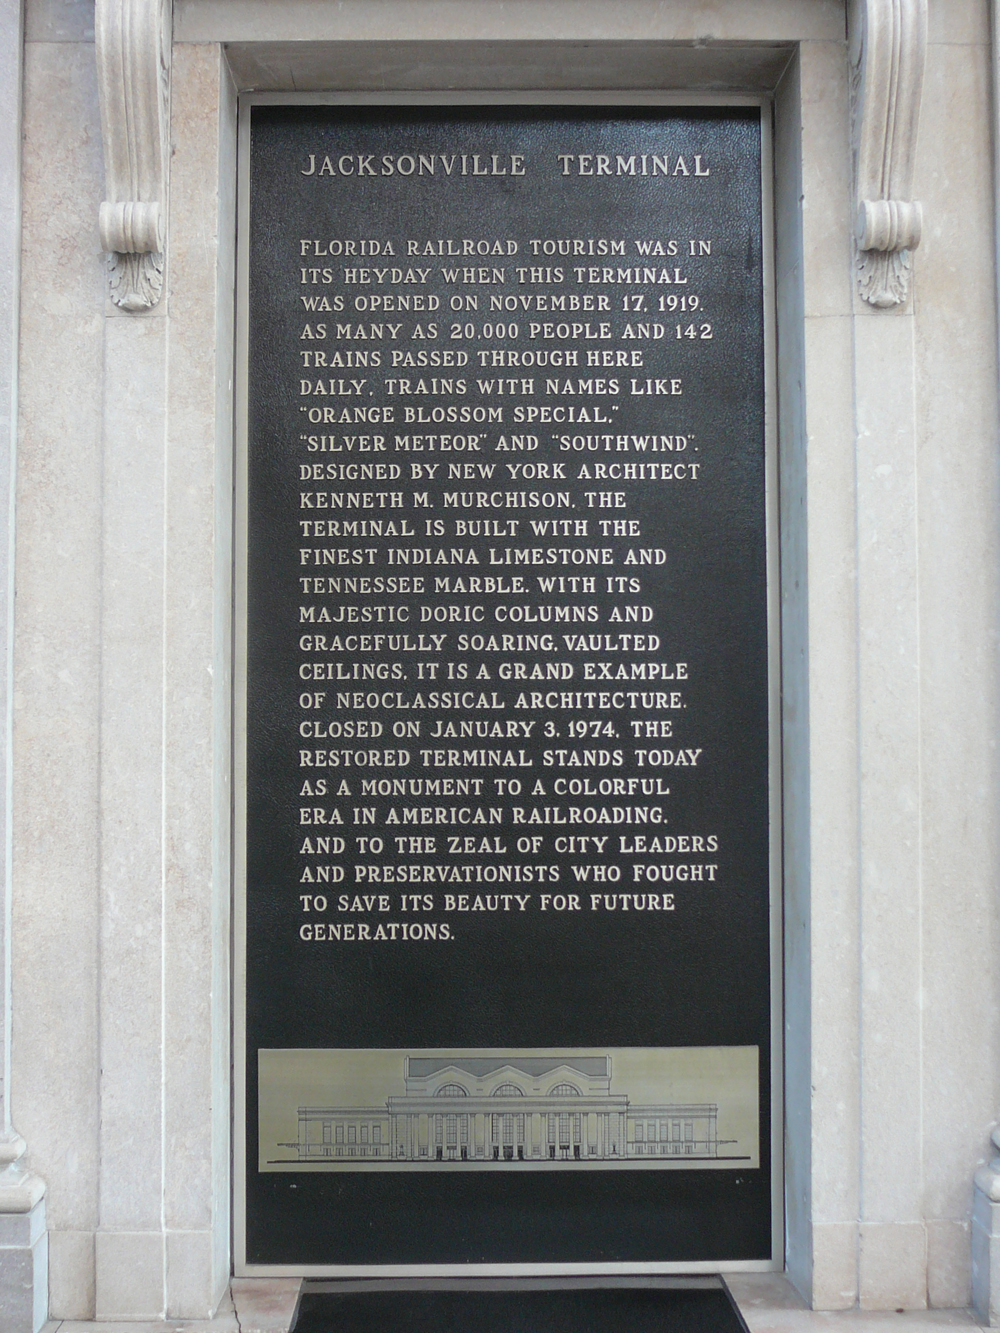 JACKSONVILLE TERMINAL
FLORIDA RAILROAD TOURISM WAS IN
ITS HEYDAY WHEN THIS TERMINAL
WAS OPENED ON NOVEMBER 17, 1919.
AS MANY AS 20,000 PEOPLE AND 142
TRAINS PASSED THROUGH HERE
DAILY, TRAINS WITH NAMES LIKE
"ORANGE BLOSSOM SPECIAL,"
"SILVER METEOR" AND "SOUTHWIND".
DESIGNED BY NEW YORK ARCHITECT
KENNETH M. MURCHISON, THE
TERMINAL IS BUILT WITH THE
FINEST INDIANA LIMESTONE AND
TENNESSEE MARBLE. WITH ITS
MAJESTIC DORIC COLUMNS AND
GRACEFULLY SOARING, VAULTED
CEILINGS, IT IS A GRAND EXAMPLE
OF NEOCLASSICAL ARCHITECTURE.
CLOSED ON JANUARY 3, 1974, THE
RESTORED TERMINAL STANDS TODAY
AS A MONUMENT TO A COLORFUL
ERA IN AMERICAN RAILROADING,
AND TO THE ZEAL OF CITY LEADERS
AND PRESERVATIONISTS WHO FOUGHT
TO SAVE ITS BEAUTY FOR FUTURE
GENERATIONS.